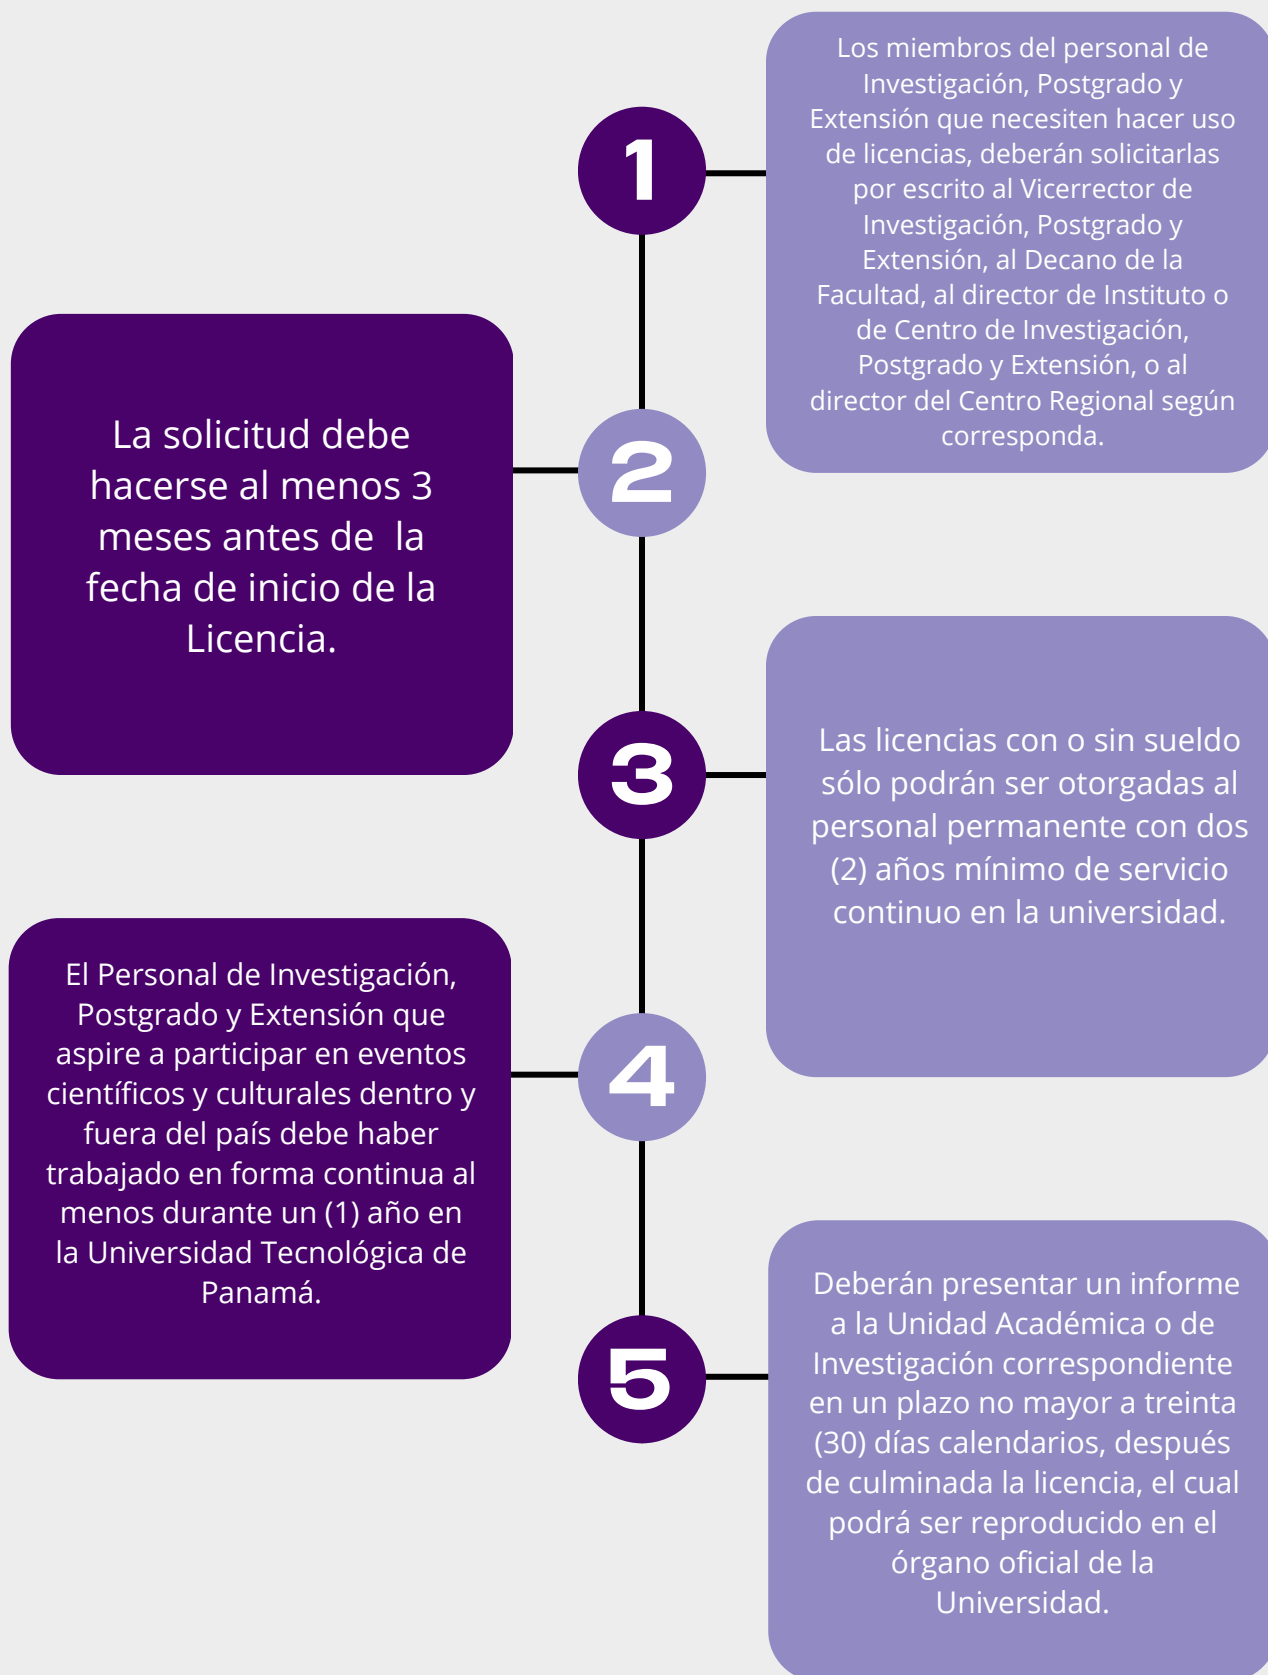 1
Los miembros del personal de
Investigación, Postgrado y
Extensión que necesiten hacer uso
de licencias, deberán solicitarlas
por escrito al Vicerrector de
Investigación, Postgrado y
Extensión, al Decano de la
Facultad, al director de Instituto o
de Centro de Investigación,
Postgrado y Extensión, o al
director del Centro Regional según
corresponda.
2
La solicitud debe
hacerse al menos 3
meses antes de  la
fecha de inicio de la
Licencia.
3
Las licencias con o sin sueldo
sólo podrán ser otorgadas al
personal permanente con dos
(2) años mínimo de servicio
continuo en la universidad.
4
El Personal de Investigación,
Postgrado y Extensión que
aspire a participar en eventos
científicos y culturales dentro y
fuera del país debe haber
trabajado en forma continua al
menos durante un (1) año en
la Universidad Tecnológica de
Panamá.
5
Deberán presentar un informe
a la Unidad Académica o de
Investigación correspondiente
en un plazo no mayor a treinta
(30) días calendarios, después
de culminada la licencia, el cual
podrá ser reproducido en el
órgano oficial de la
Universidad.